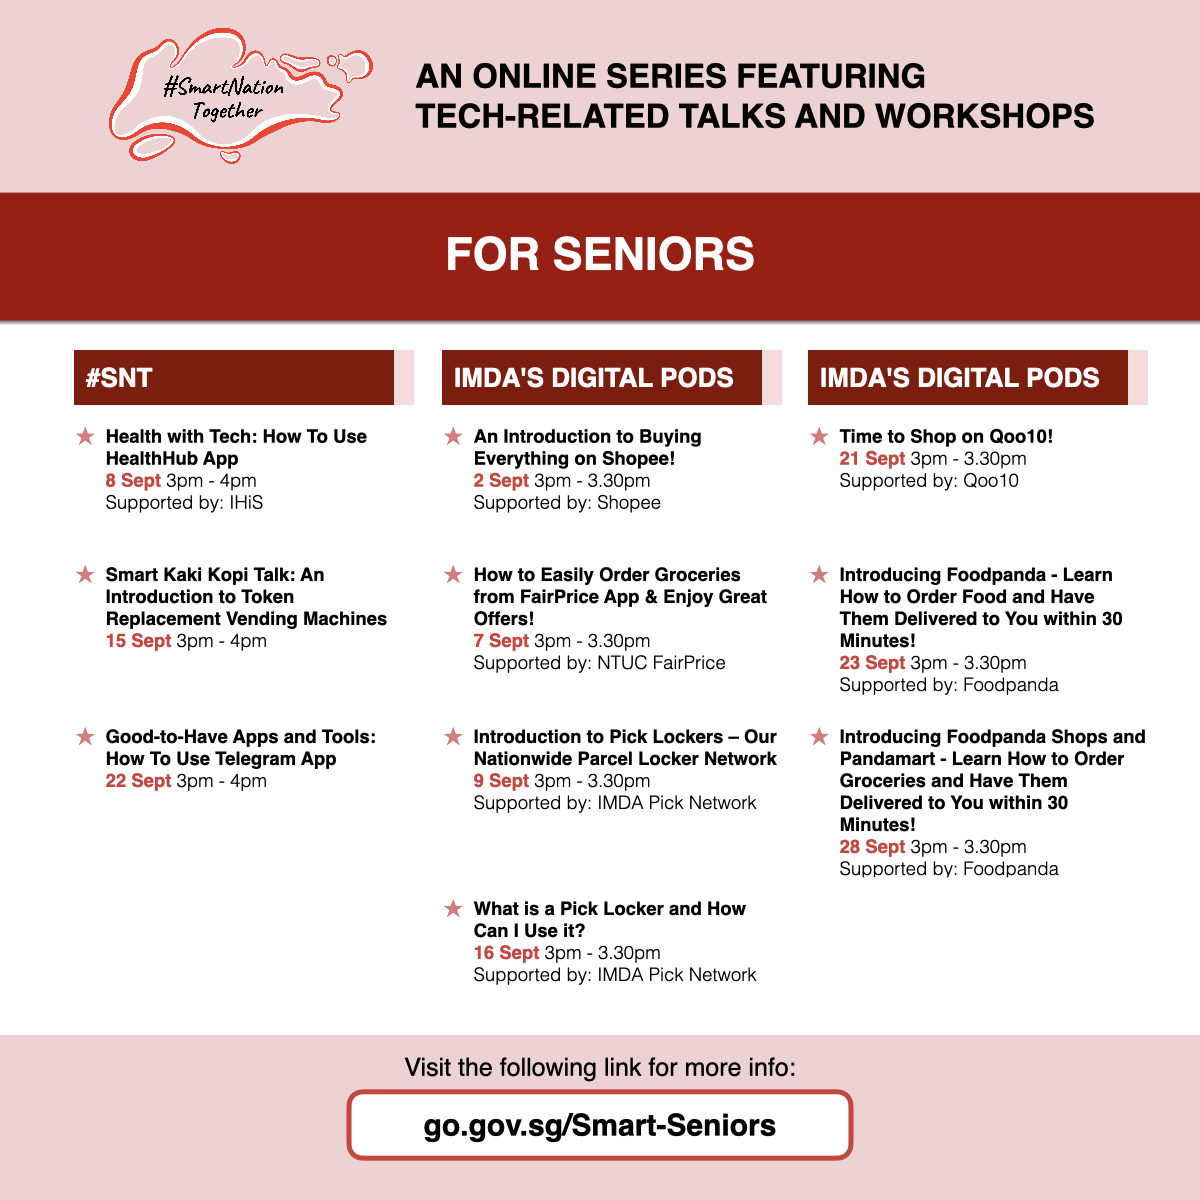 #SmartNation
Together
AN ONLINE SERIES FEATURING
TECH-RELATED TALKS AND WORKSHOPS
FOR SENIORS
#SNT
Health with Tech: How To Use
HealthHub App
8 Sept 3pm - 4pm
Supported by: IHiS
Smart Kaki Kopi Talk: An
Introduction to Token
Replacement Vending Machines
15 Sept 3pm - 4pm
Good-to-Have Apps and Tools:
How To Use Telegram App
22 Sept 3pm - 4pm
IMDA'S DIGITAL PODS
An Introduction to Buying
Everything on Shopee!
2 Sept 3pm - 3.30pm
Supported by: Shopee
How to Easily Order Groceries
from FairPrice App & Enjoy Great
Offers!
7 Sept 3pm - 3.30pm
Supported by: NTUC FairPrice
Introduction to Pick Lockers – Our
Nationwide Parcel Locker Network
9 Sept 3pm - 3.30pm
Supported by: IMDA Pick Network
What is a Pick Locker and How
Can I Use it?
16 Sept 3pm - 3.30pm
Supported by: IMDA Pick Network
IMDA'S DIGITAL PODS
Time to Shop on Qoo10!
21 Sept 3pm - 3.30pm
Supported by: Qoo10
Introducing Foodpanda - Learn
How to Order Food and Have
Them Delivered to You within 30
Minutes!
23 Sept 3pm - 3.30pm
Supported by: Foodpanda
Introducing Foodpanda Shops and
Pandamart - Learn How to Order
Groceries and Have Them
Delivered to You within 30
Minutes!
28 Sept 3pm - 3.30pm
Supported by: Foodpanda
Visit the following link for more info:
go.gov.sg/Smart-Seniors